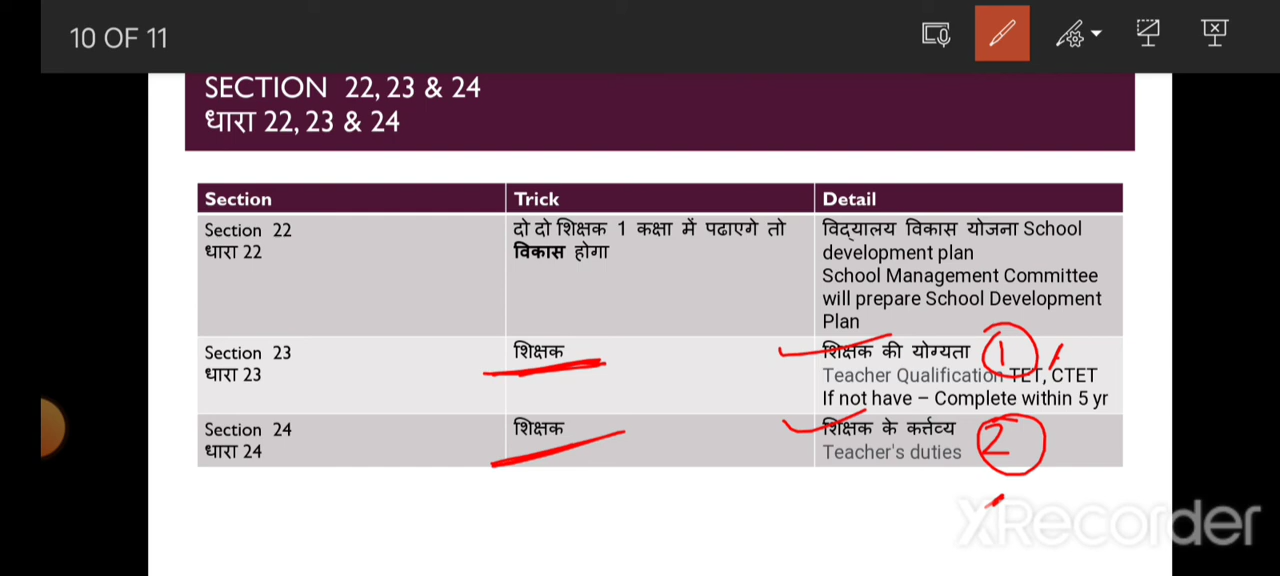 10 OF 11
SECTION 22, 23 & 24
धारा 22, 23 & 24
Section
Trick
Detail
Section 22
धारा 22
दो दो शिक्षक 1 कक्षा में पढाएगे तो
विकास होगा
विद्यालय विकास योजना School
development plan
School Management Committee
will prepare School Development
Plan
Section 23
धारा 23
शिक्षक
शिक्षक की योग्यता 1
Teacher Qualification TET, CTET
If not have – Complete within 5 yr
Section 24
धारा 24
शिक्षक
शिक्षक के कर्त्तव्य 2
Teacher's duties
XRecorder